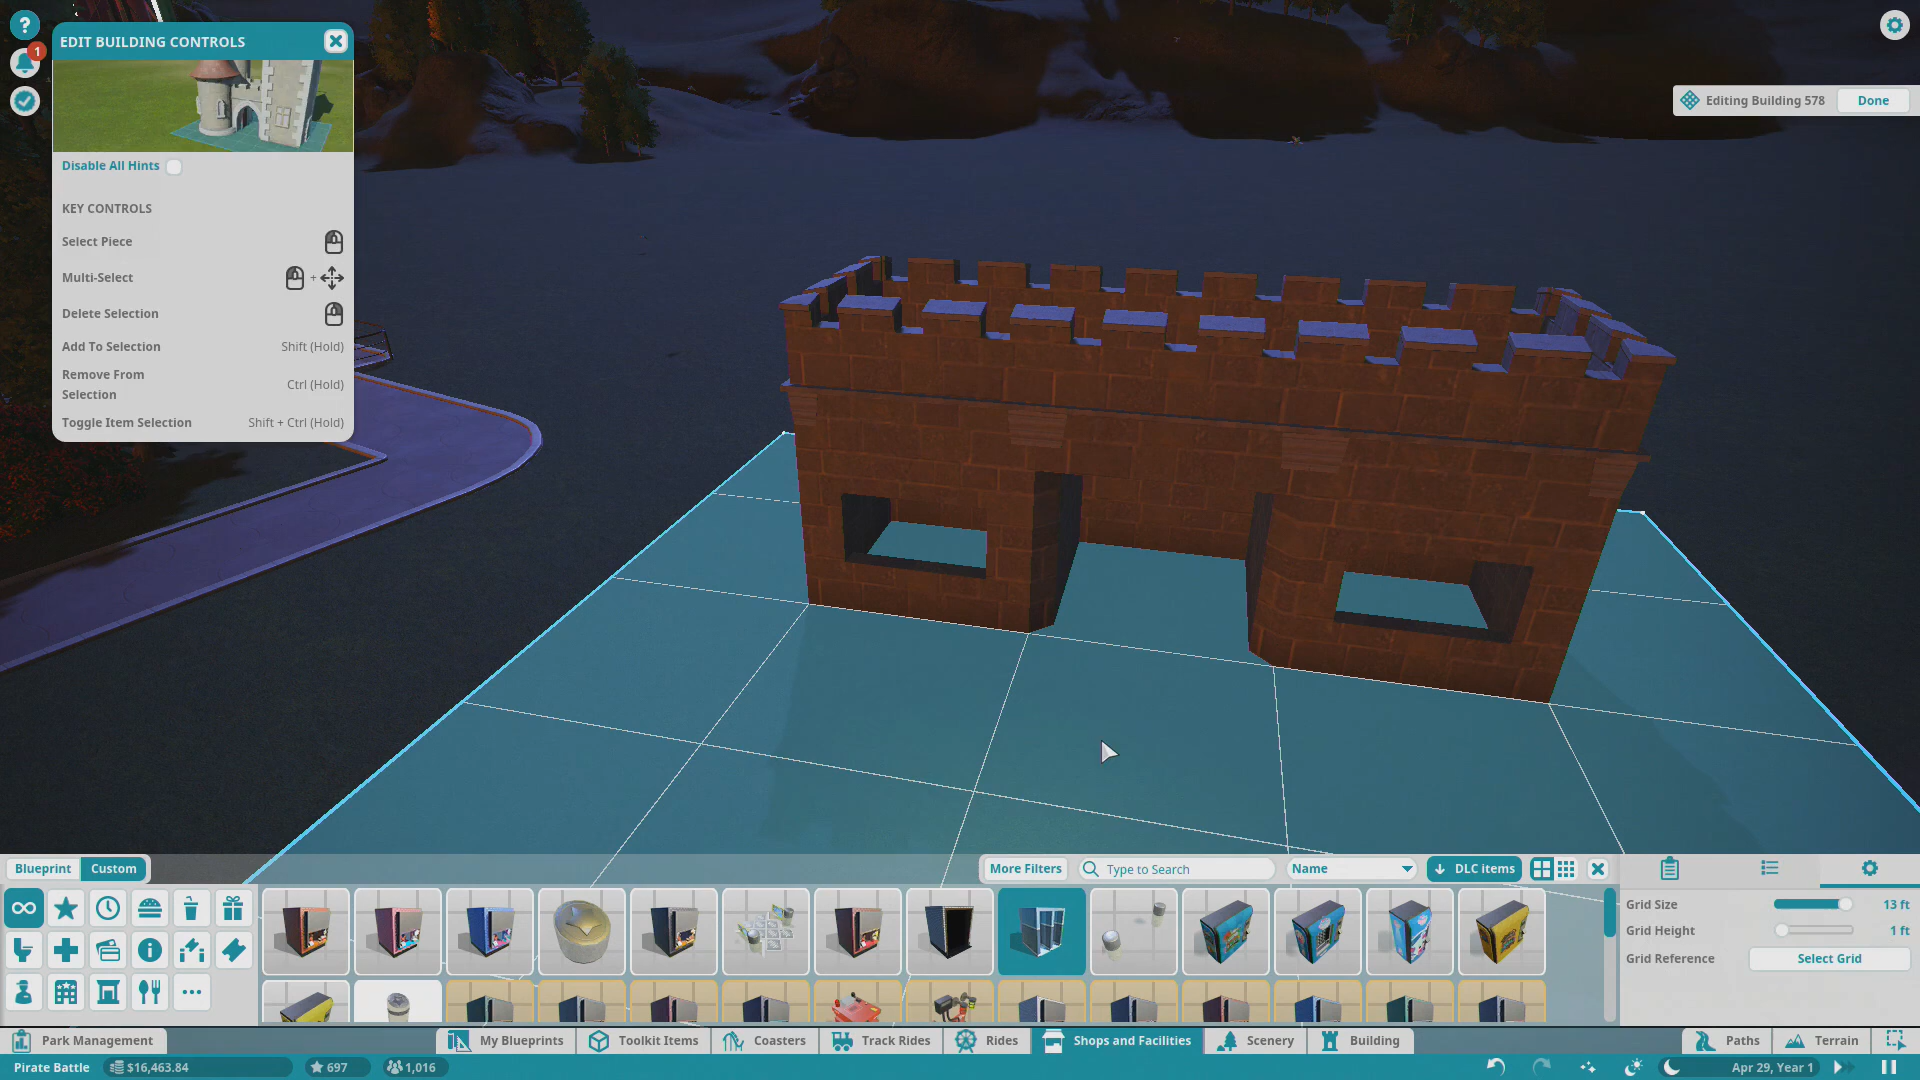 ?
EDIT BUILDING CONTROLS
1
Disable All Hints
KEY CONTROLS
Select Piece
Multi-Select +
Delete Selection
Add To Selection Shift (Hold)
Remove From
Selection Ctrl (Hold)
Toggle Item Selection Shift + Ctrl (Hold)
Editing Building 578 Done
Blueprint Custom
More Filters Type to Search Name DLC items
Grid Size 13 ft
Grid Height 1 ft
Grid Reference Select Grid
Park Management My Blueprints Toolkit Items Coasters Track Rides Rides Shops and Facilities Scenery Building Paths Terrain
Pirate Battle $16,463.84 697 1,016 Apr 29, Year 1